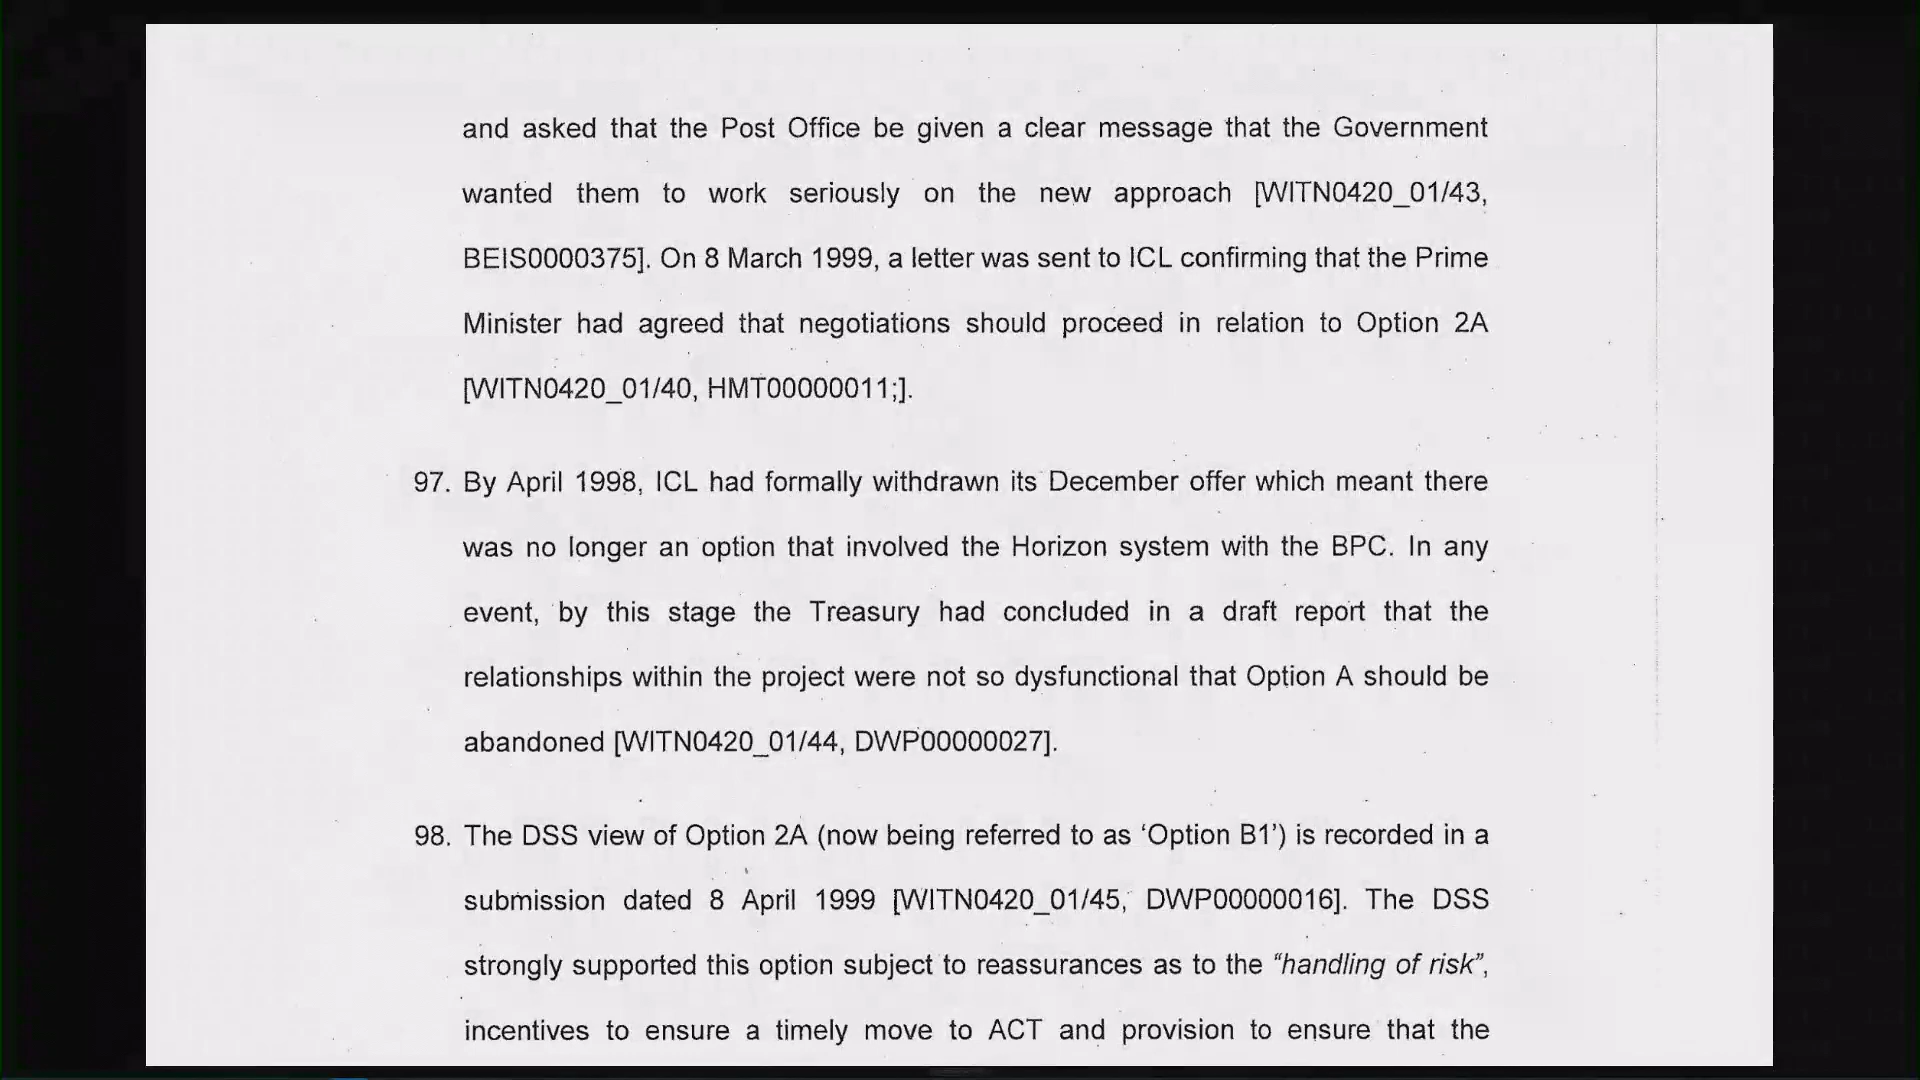 and asked that the Post Office be given a clear message that the Government
wanted them to work seriously on the new approach [WITN0420_01/43,
BEIS0000375]. On 8 March 1999, a letter was sent to ICL confirming that the Prime
Minister had agreed that negotiations should proceed in relation to Option 2A
[WITN0420_01/40, HMT00000011;].
97. By April 1998, ICL had formally withdrawn its December offer which meant there
was no longer an option that involved the Horizon system with the BPC. In any
event, by this stage the Treasury had concluded in a draft report that the
relationships within the project were not so dysfunctional that Option A should be
abandoned [WITN0420_01/44, DWP00000027].
98. The DSS view of Option 2A (now being referred to as ‘Option B1’) is recorded in a
submission dated 8 April 1999 [WITN0420_01/45, DWP00000016]. The DSS
strongly supported this option subject to reassurances as to the “handling of risk”,
incentives to ensure a timely move to ACT and provision to ensure that the